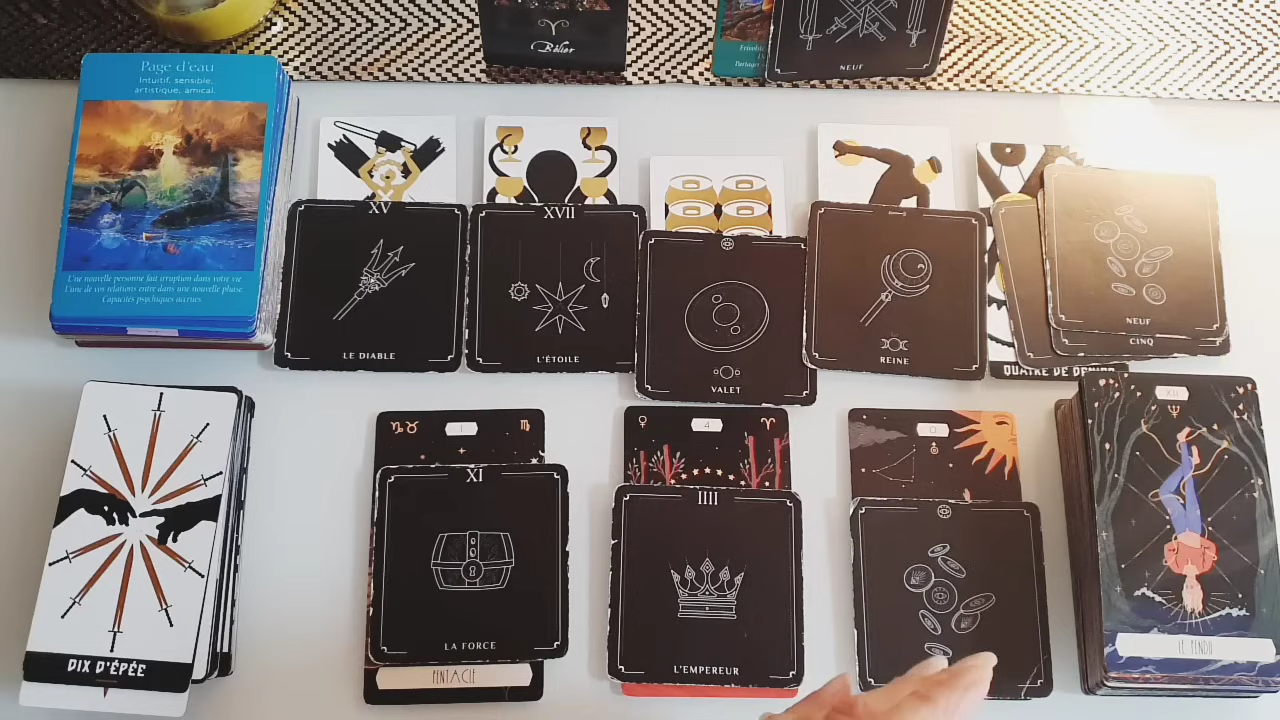 Bélier
NEUF
Page d'eau
Intuitif, sensible,
artistique, amical.
L'une nouvelle personne fait irruption dans votre vie
L'une de vos relations entre dans une nouvelle phase.
Capacités psychiques accrues.
XV
LE DIABLE
XVII
L'ÉTOILE
VALET
REINE
NEUF
CINQ
QUATRE DE DENIER
DIX D'ÉPÉE
1
XI
LA FORCE
PENTACLE
4
IIII
L'EMPEREUR
0
XII
LE PENDU